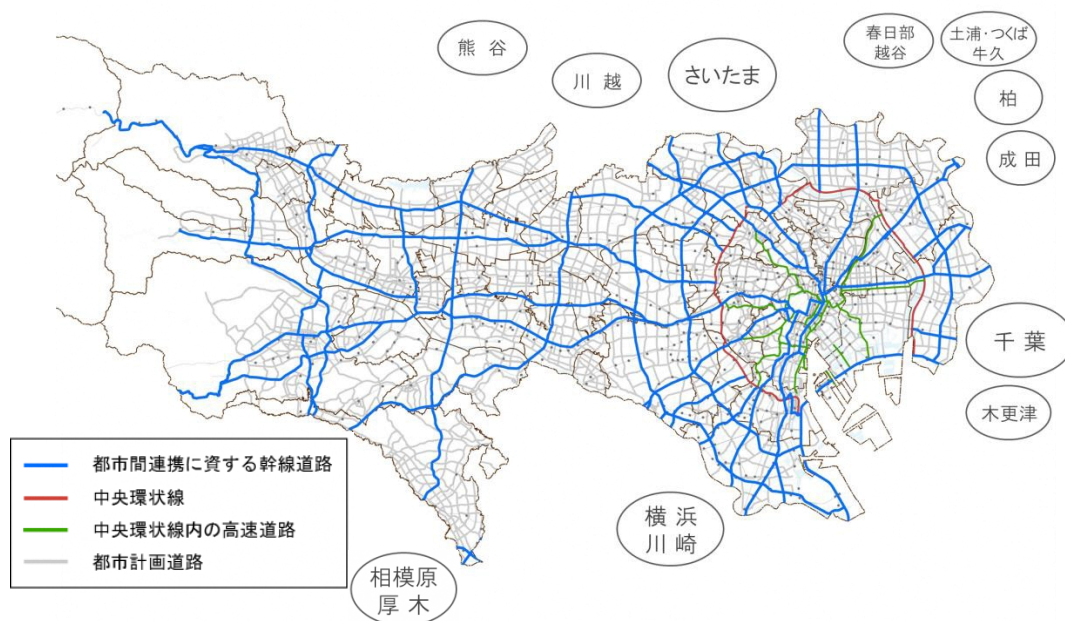 熊 谷
川 越
さいたま
春日部
越谷
土浦･つくば
牛久
柏
成 田
千 葉
木更津
横 浜
川 崎
相模原
厚 木
都市間連携に資する幹線道路
中央環状線
中央環状線内の高速道路
都市計画道路